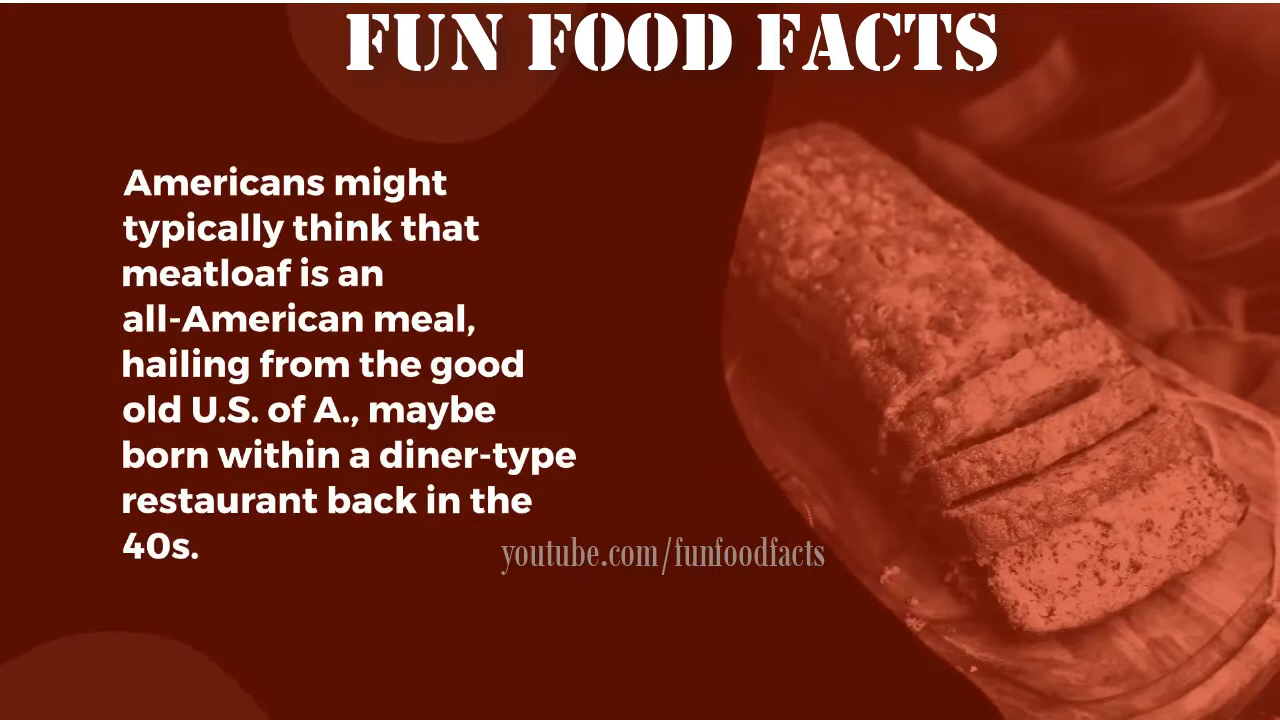 FUN FOOD FACTS
Americans might
typically think that
meatloaf is an
all-American meal,
hailing from the good
old U.S. of A., maybe
born within a diner-type
restaurant back in the
40s.
youtube.com/funfoodfacts